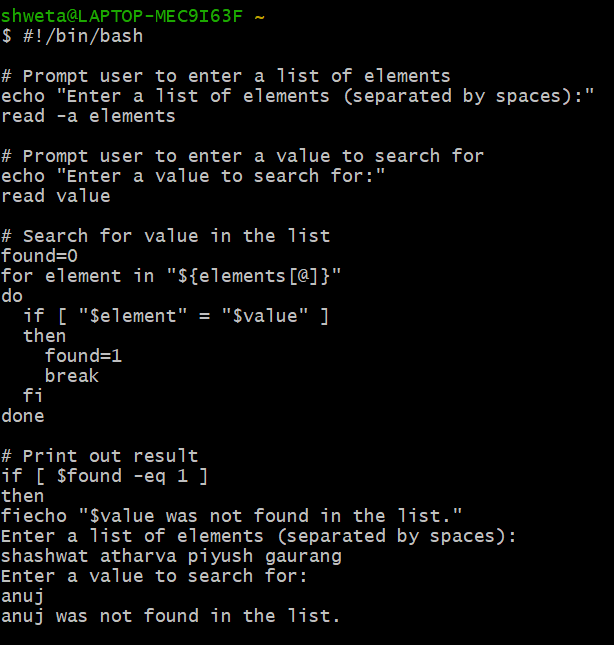 shweta@LAPTOP-MEC9I63F ~
$ #!/bin/bash

# Prompt user to enter a list of elements
echo "Enter a list of elements (separated by spaces):"
read -a elements

# Prompt user to enter a value to search for
echo "Enter a value to search for:"
read value

# Search for value in the list
found=0
for element in "${elements[@]}"
do
  if [ "$element" = "$value" ]
  then
    found=1
    break
  fi
done

# Print out result
if [ $found -eq 1 ]
then
fiecho "$value was not found in the list."
Enter a list of elements (separated by spaces):
shashwat atharva piyush gaurang
Enter a value to search for:
anuj
anuj was not found in the list.